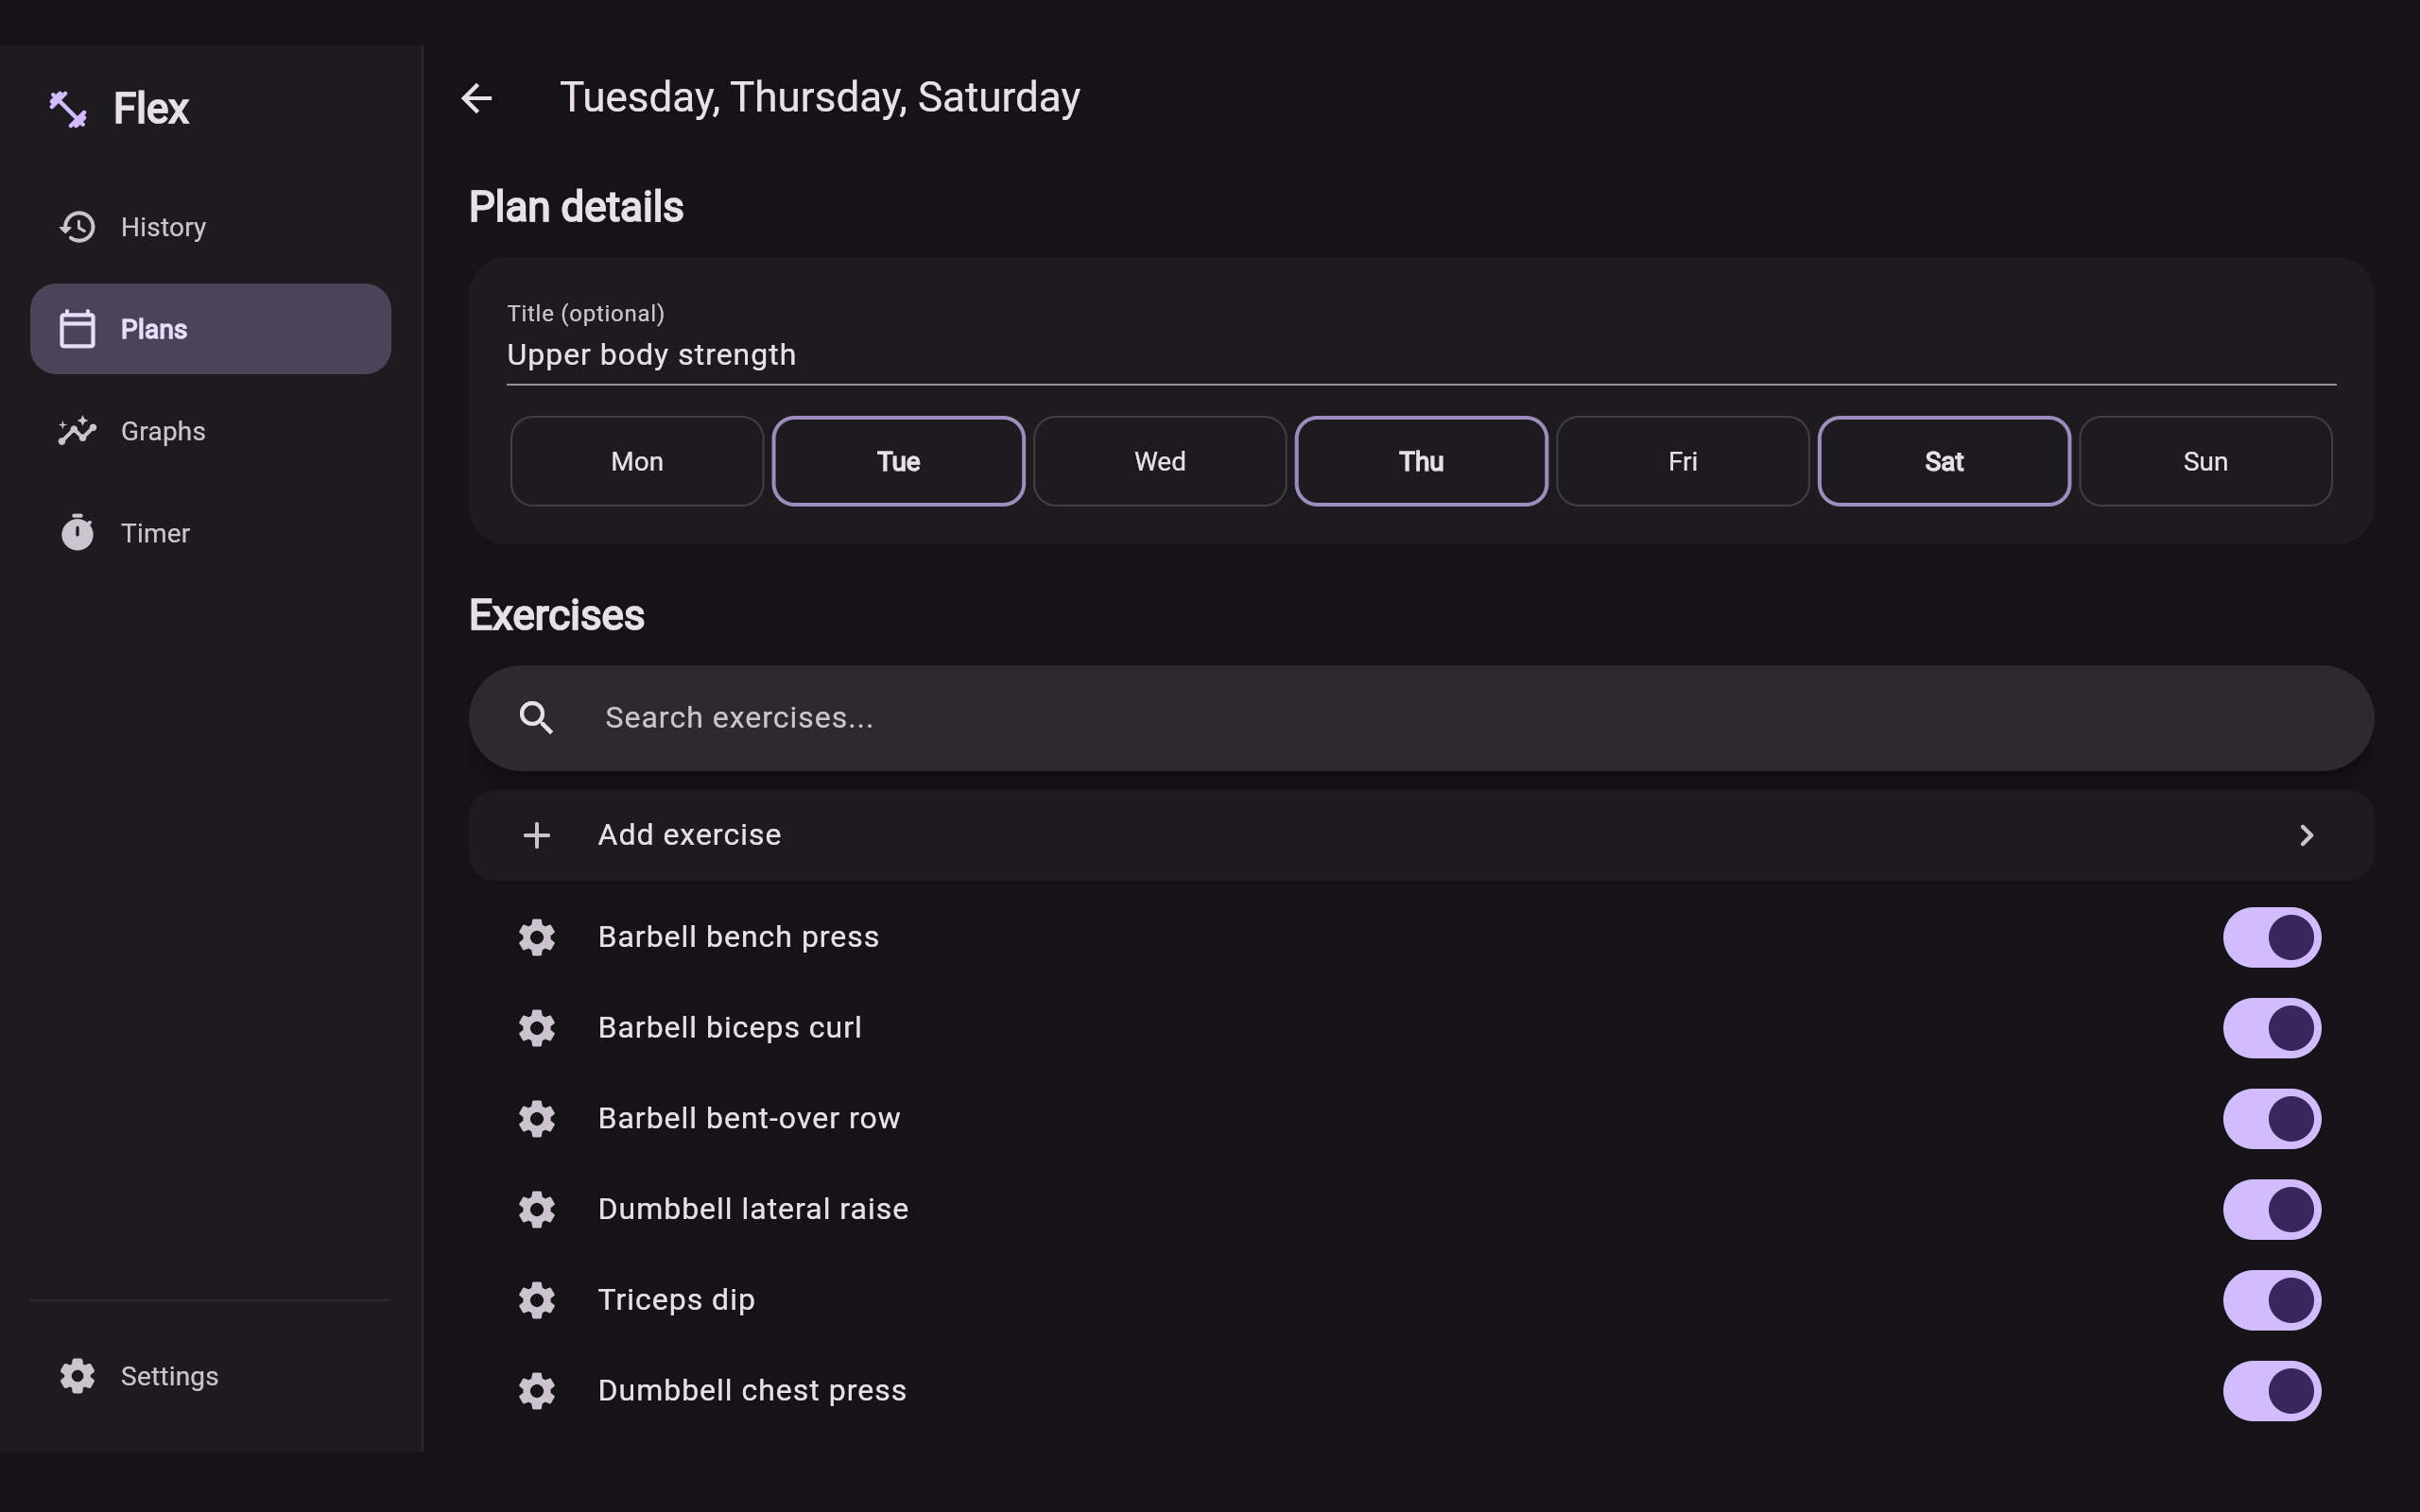 Flex
History
Plans
Graphs
Timer
Settings
Tuesday, Thursday, Saturday
Plan details
Title (optional)
Upper body strength
Mon Tue Wed Thu Fri Sat Sun
Exercises
Search exercises...
Add exercise
Barbell bench press
Barbell biceps curl
Barbell bent-over row
Dumbbell lateral raise
Triceps dip
Dumbbell chest press